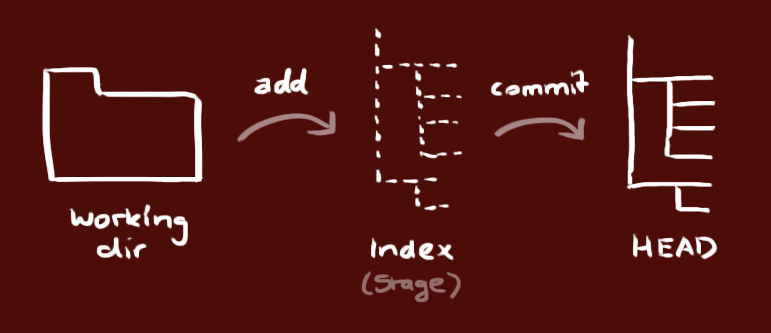 add
commit
working
dir
Index
(Stage)
HEAD